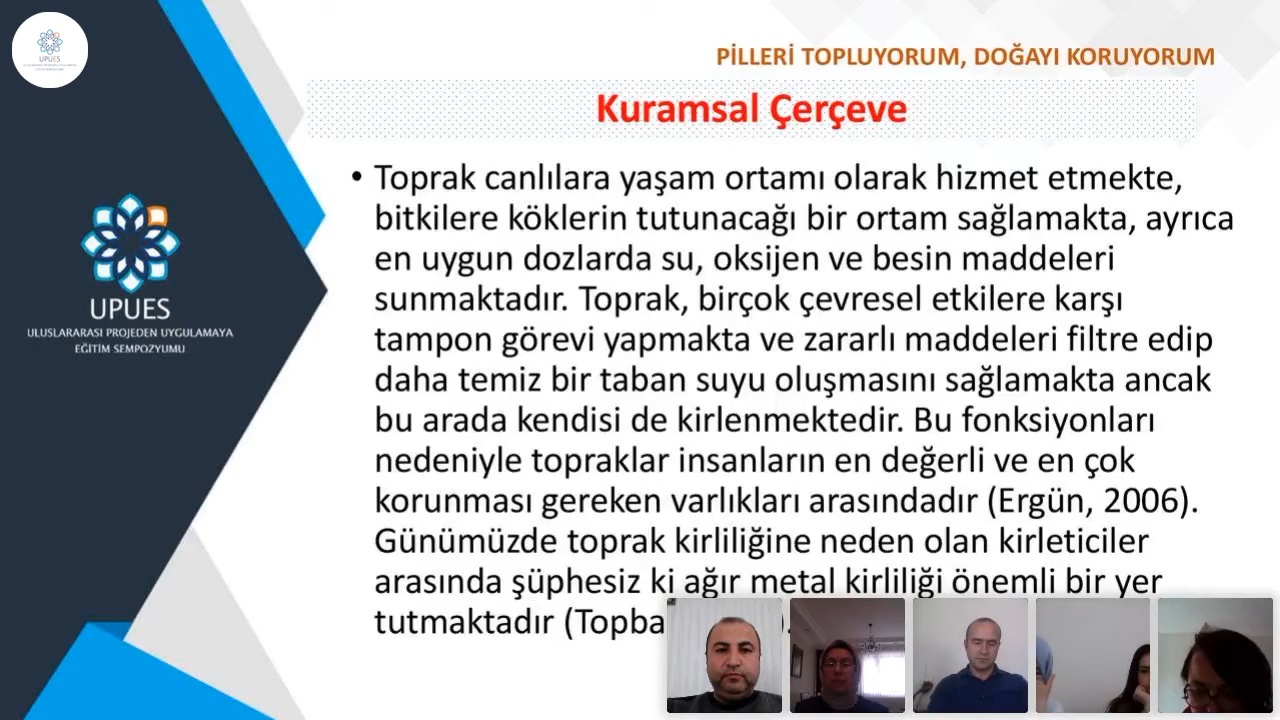 UPUES
PİLLERİ TOPLUYORUM, DOĞAYI KORUYORUM
Kuramsal Çerçeve
• Toprak canlılara yaşam ortamı olarak hizmet etmekte,
bitkilere köklerin tutunacağı bir ortam sağlamakta, ayrıca
en uygun dozlarda su, oksijen ve besin maddeleri
sunmaktadır. Toprak, birçok çevresel etkilere karşı
tampon görevi yapmakta ve zararlı maddeleri filtre edip
daha temiz bir taban suyu oluşmasını sağlamakta ancak
bu arada kendisi de kirlenmektedir. Bu fonksiyonları
nedeniyle topraklar insanların en değerli ve en çok
korunması gereken varlıkları arasındadır (Ergün, 2006).
Günümüzde toprak kirliliğine neden olan kirleticiler
arasında şüphesiz ki ağır metal kirliliği önemli bir yer
tutmaktadır
UPUES
ULUSLARARASI PROJEDEN UYGULAMAYA
EĞİTİM SEMPOZYUMU